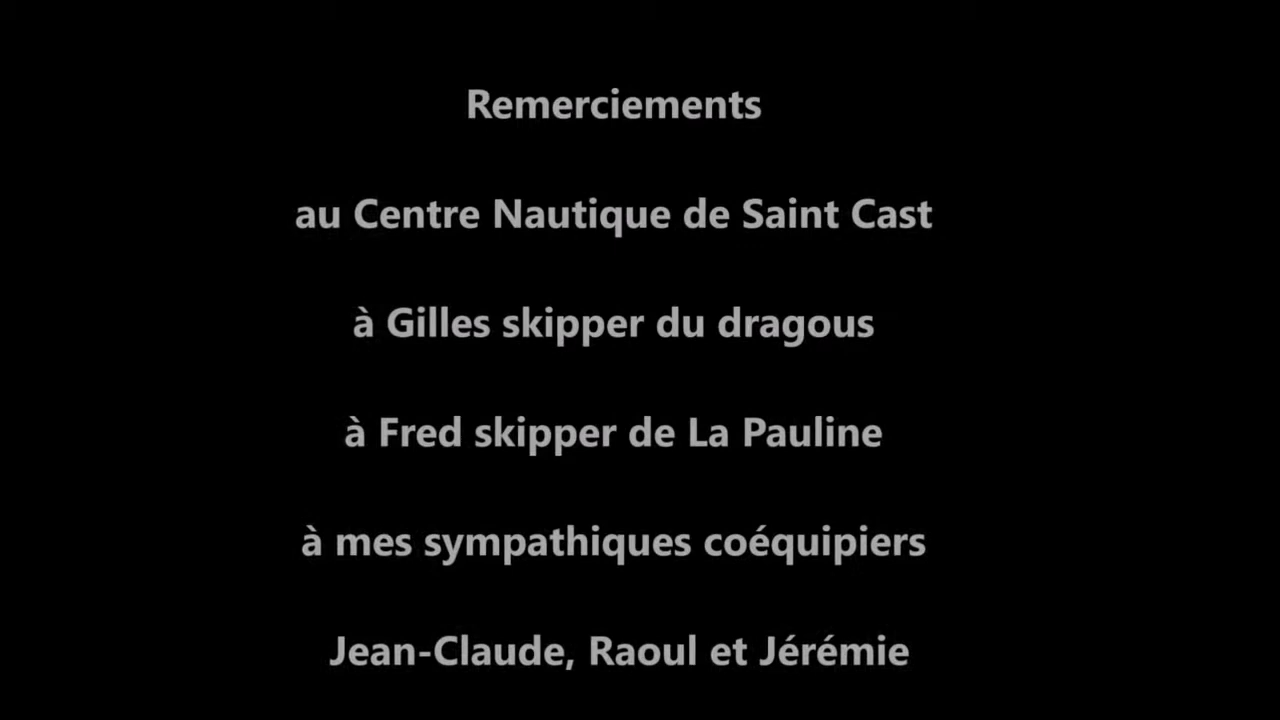 Remerciements
au Centre Nautique de Saint Cast
à Gilles skipper du dragous
à Fred skipper de La Pauline
à mes sympathiques coéquipiers
Jean-Claude, Raoul et Jérémie